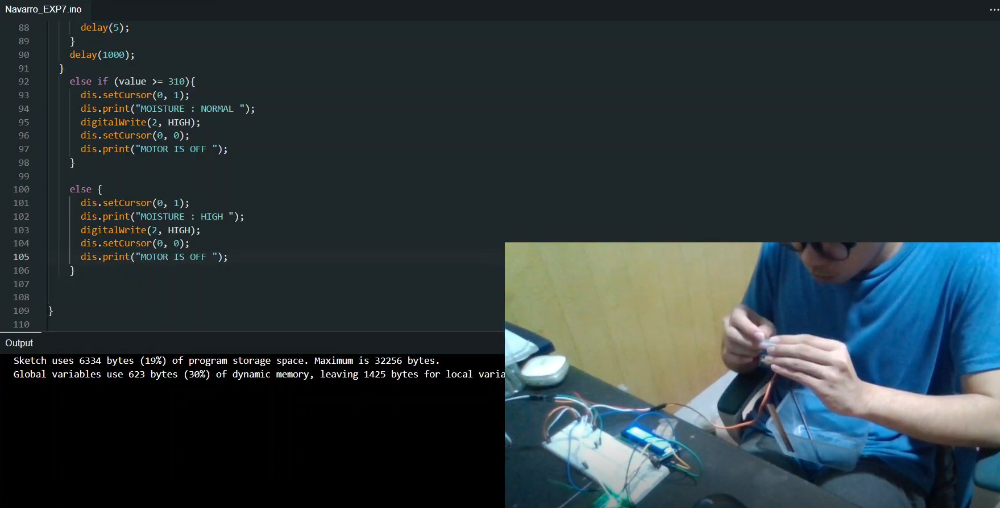 Navarro_EXP7.ino
88 delay(5);
89 }
90 delay(1000);
91 }
92 else if (value >= 310){
93 dis.setCursor(0, 1);
94 dis.print("MOISTURE : NORMAL ");
95 digitalWrite(2, HIGH);
96 dis.setCursor(0, 0);
97 dis.print("MOTOR IS OFF ");
98 }
99
100 else {
101 dis.setCursor(0, 1);
102 dis.print("MOISTURE : HIGH ");
103 digitalWrite(2, HIGH);
104 dis.setCursor(0, 0);
105 dis.print("MOTOR IS OFF ");
106 }
107
108
109 }
110
Output
Sketch uses 6334 bytes (19%) of program storage space. Maximum is 32256 bytes.
Global variables use 623 bytes (30%) of dynamic memory, leaving 1425 bytes for local varia